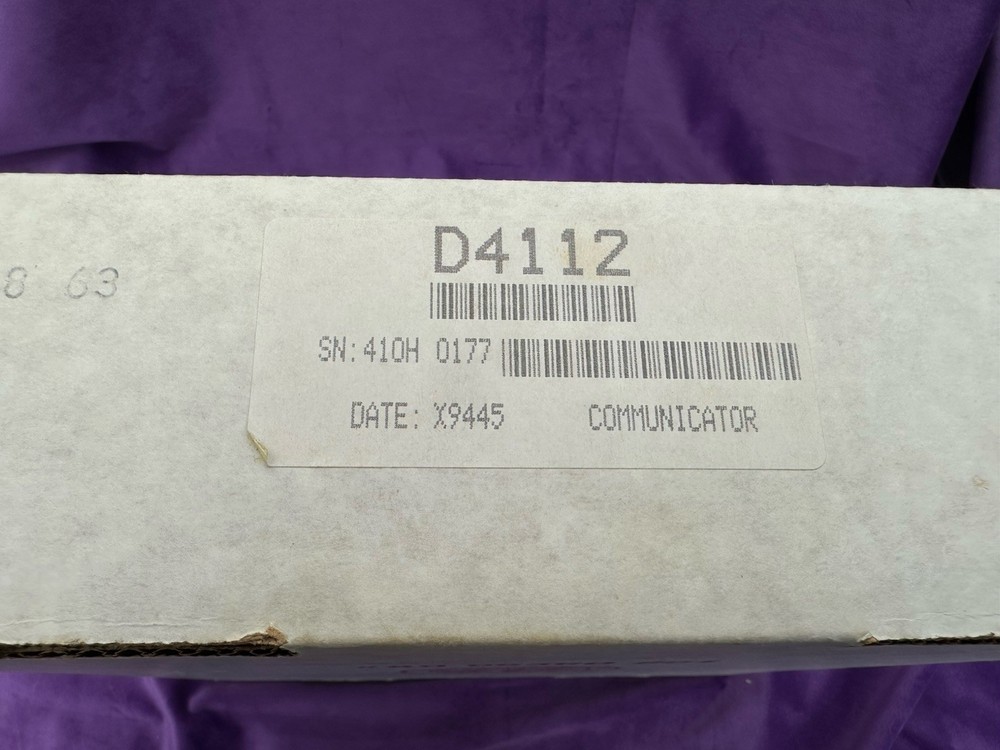 D4112
8 63
SN: 410H 0177
DATE: X9445 COMMUNICATOR